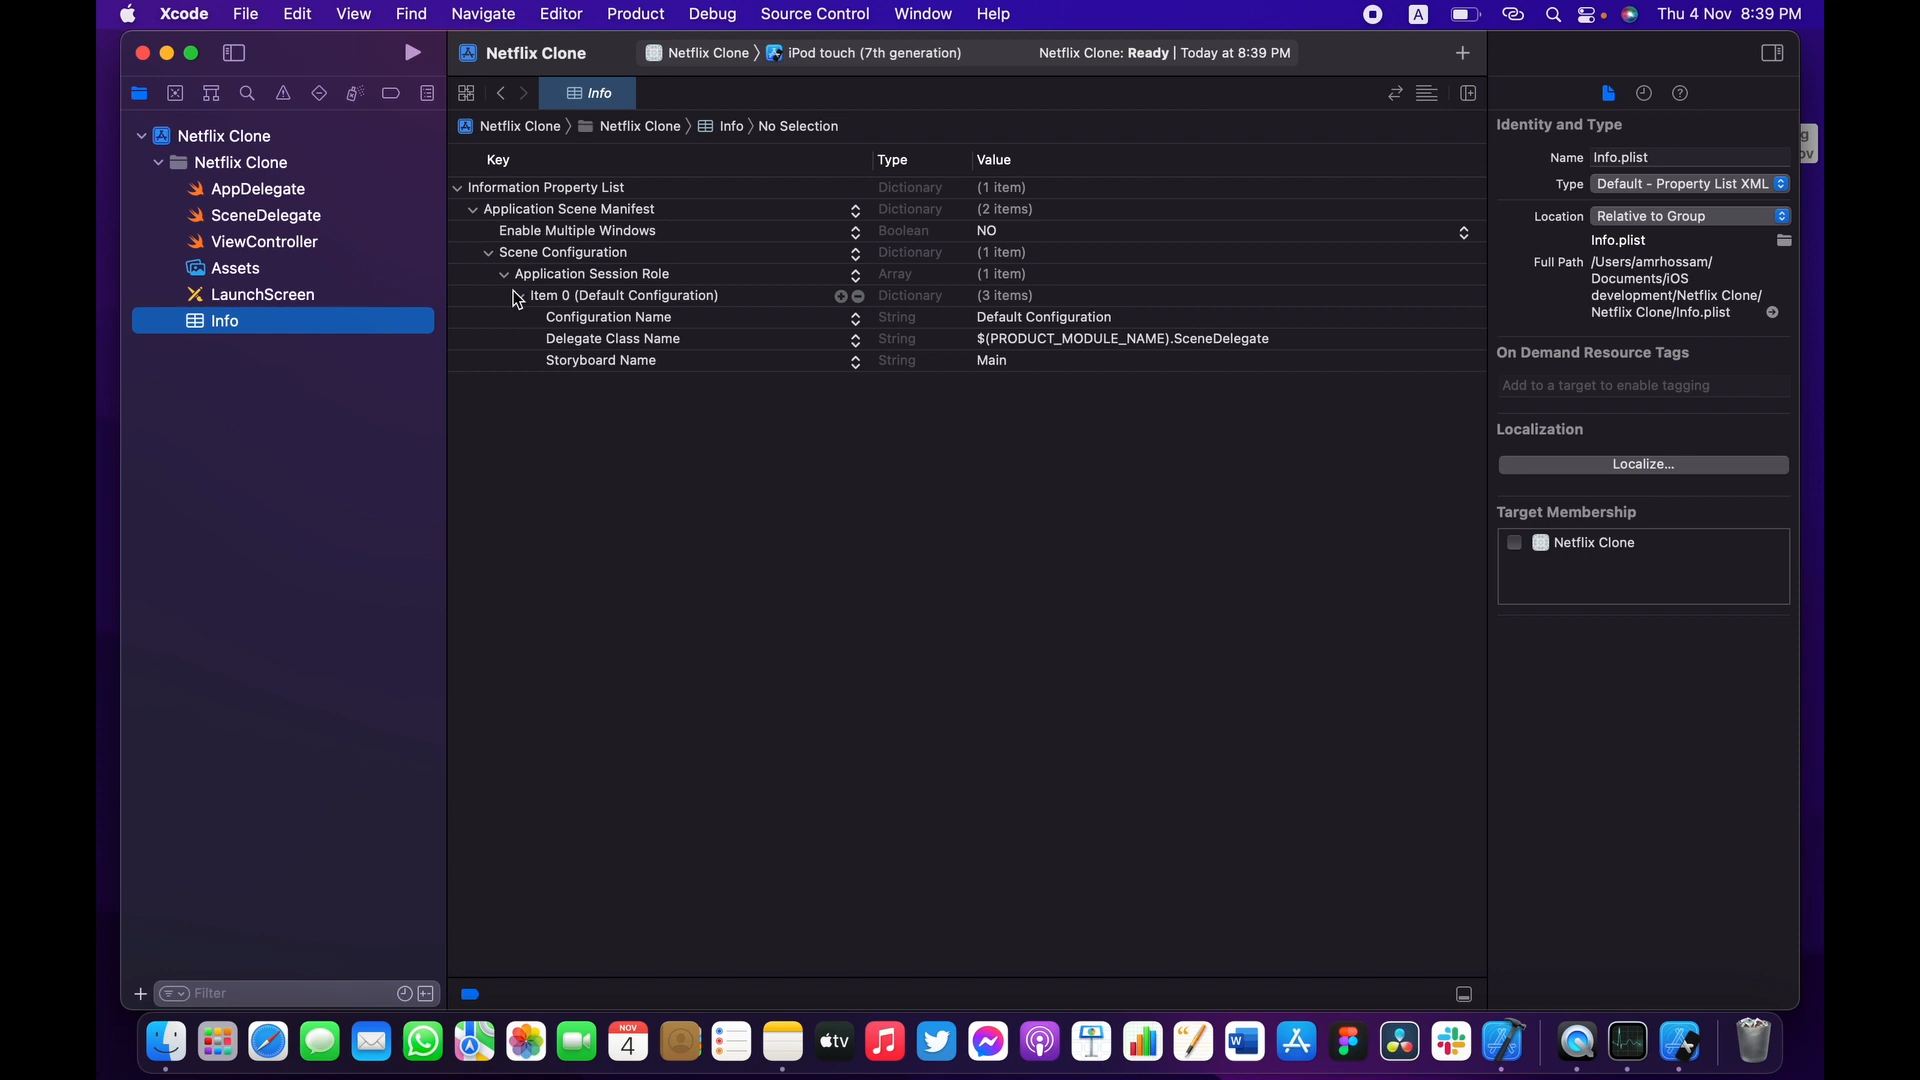 Xcode File Edit View Find Navigate Editor Product Debug Source Control Window Help A Thu 4 Nov 8:39 PM
Netflix Clone Netflix Clone iPod touch (7th generation) Netflix Clone: Ready | Today at 8:39 PM
Info
Netflix Clone Netflix Clone Info No Selection
Key Type Value
Information Property List Dictionary (1 item)
Application Scene Manifest Dictionary (2 items)
Enable Multiple Windows Boolean NO
Scene Configuration Dictionary (1 item)
Application Session Role Array (1 item)
Item 0 (Default Configuration) Dictionary (3 items)
Configuration Name String Default Configuration
Delegate Class Name String $(PRODUCT_MODULE_NAME).SceneDelegate
Storyboard Name String Main
Netflix Clone
Netflix Clone
AppDelegate
SceneDelegate
ViewController
Assets
LaunchScreen
Info
Filter
Identity and Type
Name Info.plist
Type Default - Property List XML
Location Relative to Group
Info.plist
Full Path /Users/amrhossam/
Documents/iOS
development/Netflix Clone/
Netflix Clone/Info.plist
On Demand Resource Tags
Add to a target to enable tagging
Localization
Localize...
Target Membership
Netflix Clone
g
ov
NOV
4
tv
W